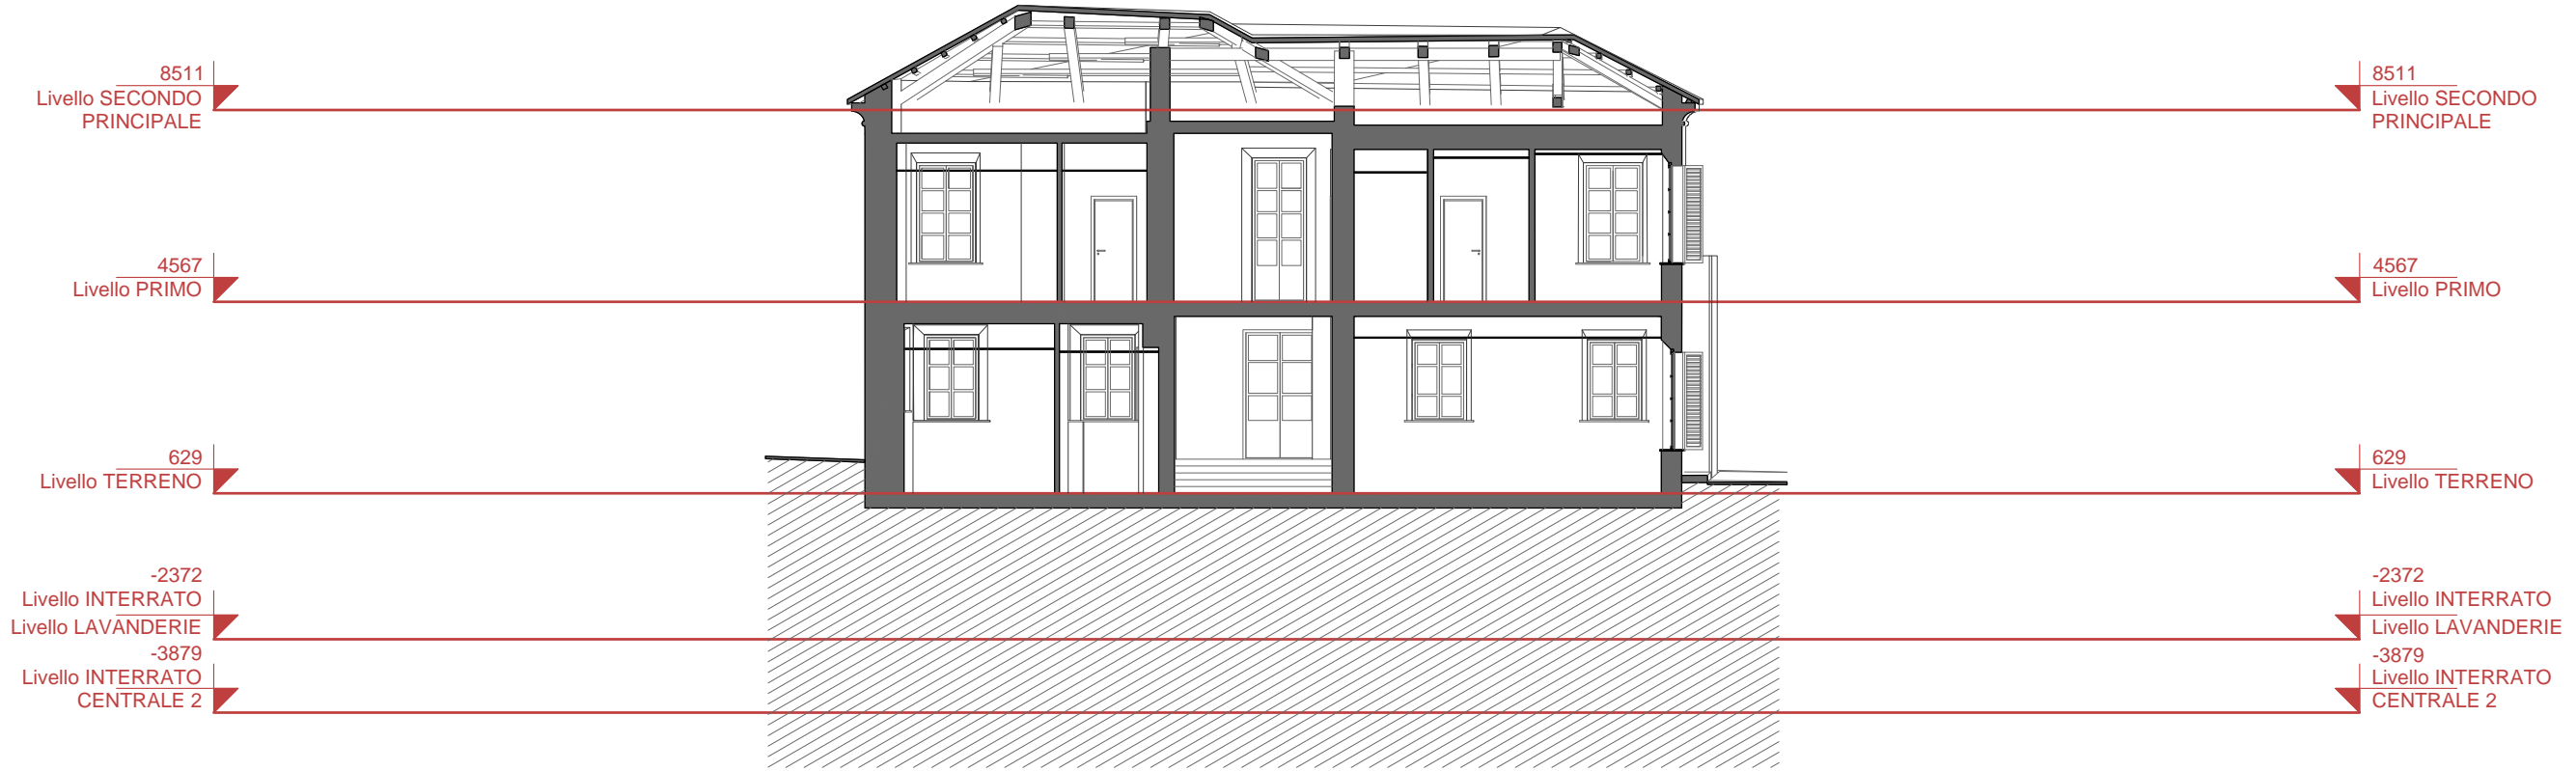 8511
Livello SECONDO
PRINCIPALE
4567
Livello PRIMO
629
Livello TERRENO
-2372
Livello INTERRATO
Livello LAVANDERIE
-3879
Livello INTERRATO
CENTRALE 2
8511
Livello SECONDO
PRINCIPALE
4567
Livello PRIMO
629
Livello TERRENO
-2372
Livello INTERRATO
Livello LAVANDERIE
-3879
Livello INTERRATO
CENTRALE 2